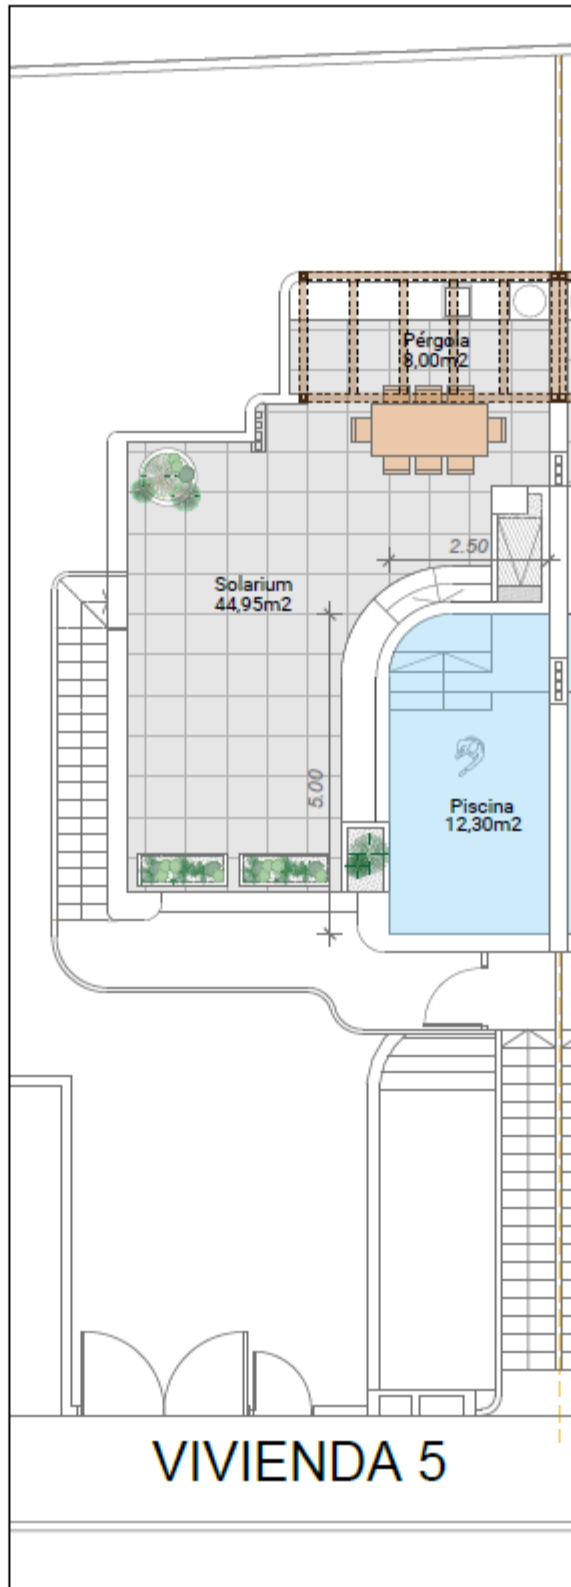 Pérgola
8,00m2
2.50
Solarium
44,95m2
5.00
Piscina
12,30m2
VIVIENDA 5